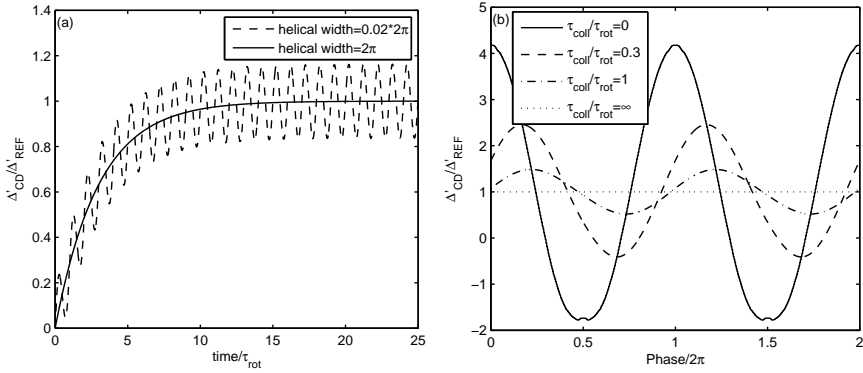 (a)
helical width=0.02*2π
helical width=2π
1.4
1.2
1
0.8
0.6
0.4
0.2
0
Δ'CD/Δ'REF
0 5 10 15 20 25
time/τrot
(b)
τcoll/τrot=0
τcoll/τrot=0.3
τcoll/τrot=1
τcoll/τrot=∞
5
4
3
2
1
0
−1
−2
Δ'CD/Δ'REF
0 0.5 1 1.5 2
Phase/2π